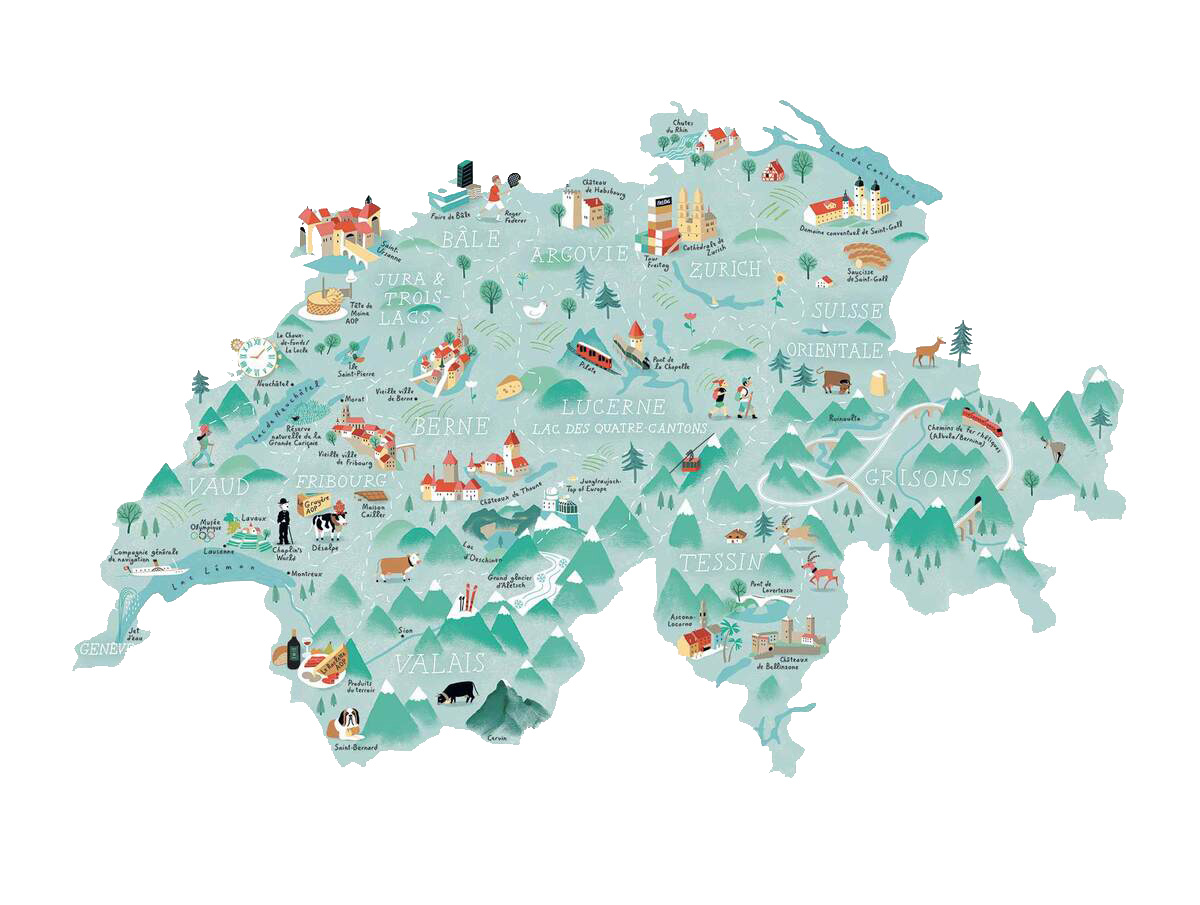 Chutes
du Rhin
Lac de Constance
Foire de Bâle
Roger
Federer
Château
de Habsbourg
FREITAG
Tour
Freitag
Cathédrale de
Zurich
Domaine conventuel de Saint-Gall
Saint-
Ursanne
BÂLE
ARGOVIE
ZURICH
Saucisse
de Saint-Gall
JURA &
TROIS-
LACS
Tête de
Moine
AOP
SUISSE
ORIENTALE
La Chaux-
de-Fonds/
Le Locle
Île
Saint-Pierre
Pilate
Pont de
la Chapelle
Neuchâtel
Lac de Neuchâtel
Morat
Vieille ville
de Berne
Réserve
naturelle de la
Grande Cariçaie
Vieille ville
de Fribourg
BERNE
LUCERNE
LAC DES QUATRE-CANTONS
Ruinaulta
Chemins de fer rhétiques
(Albula/Bernina)
VAUD
FRIBOURG
GRISONS
Gruyère
AOP
Maison
Cailler
Châteaux de Thoune
Jungfraujoch-
Top of Europe
Musée
Olympique
Lavaux
Lausanne
Chaplin's
World
Désalpe
Compagnie générale
de navigation
Lac Léman
Montreux
Lac
d'Oeschinen
Grand glacier
d'Aletsch
TESSIN
Pont de
Lavertezzo
Ascona-
Locarno
Châteaux
de Bellinzone
Jet
d'eau
GENÈVE
Sion
VALAIS
La Raclette
AOP
Produits
du terroir
Saint-Bernard
Cervin